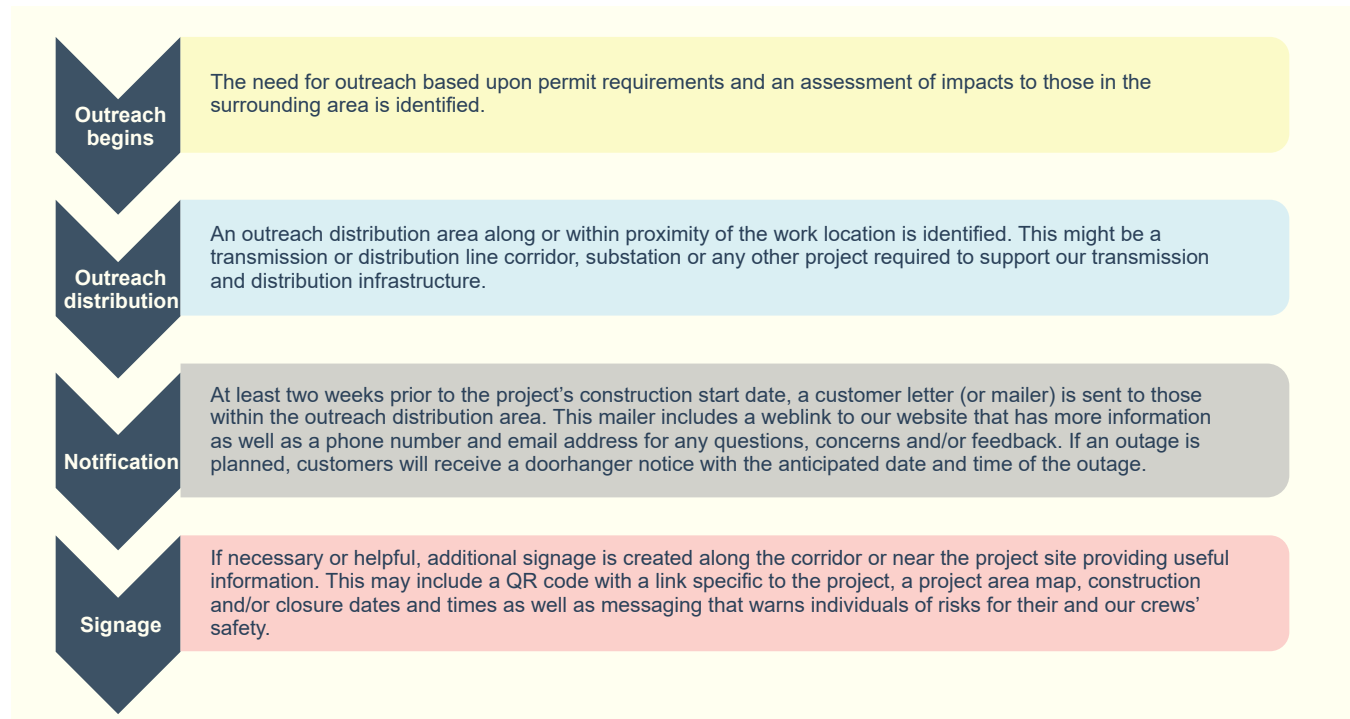 Outreach
begins
The need for outreach based upon permit requirements and an assessment of impacts to those in the
surrounding area is identified.
Outreach
distribution
An outreach distribution area along or within proximity of the work location is identified. This might be a
transmission or distribution line corridor, substation or any other project required to support our transmission
and distribution infrastructure.
Notification
At least two weeks prior to the project’s construction start date, a customer letter (or mailer) is sent to those
within the outreach distribution area. This mailer includes a weblink to our website that has more information
as well as a phone number and email address for any questions, concerns and/or feedback. If an outage is
planned, customers will receive a doorhanger notice with the anticipated date and time of the outage.
Signage
If necessary or helpful, additional signage is created along the corridor or near the project site providing useful
information. This may include a QR code with a link specific to the project, a project area map, construction
and/or closure dates and times as well as messaging that warns individuals of risks for their and our crews’
safety.